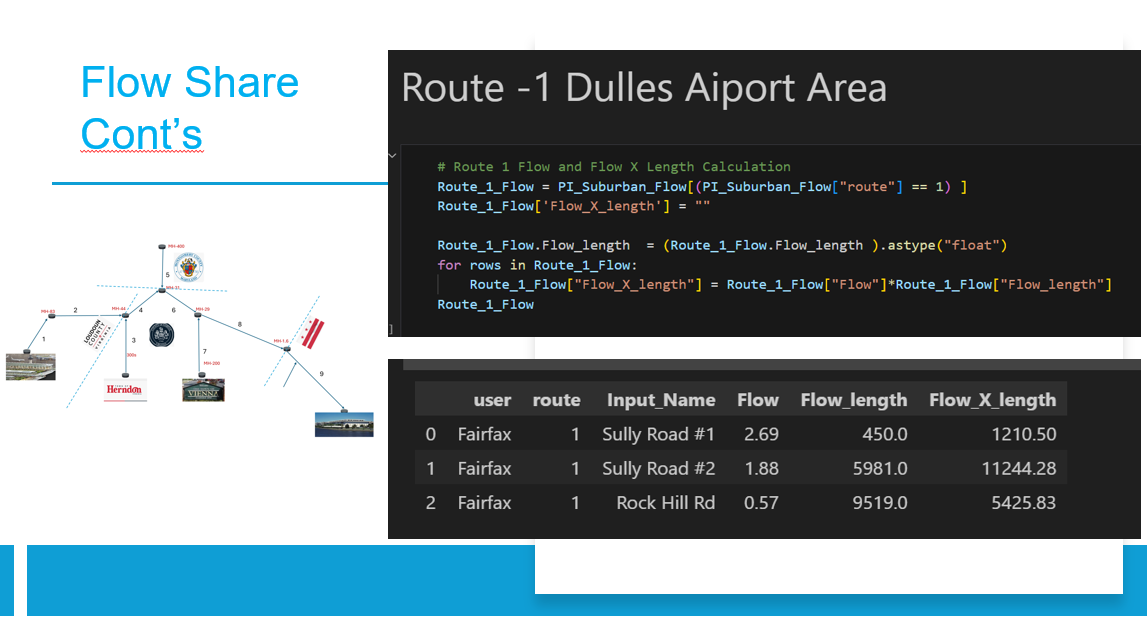 Flow Share
Cont's
Route -1 Dulles Aiport Area
# Route 1 Flow and Flow X Length Calculation
Route_1_Flow = PI_Suburban_Flow[(PI_Suburban_Flow["route"] == 1) ]
Route_1_Flow['Flow_X_length'] = ""
Route_1_Flow.Flow_length  = (Route_1_Flow.Flow_length ).astype("float")
for rows in Route_1_Flow:
Route_1_Flow["Flow_X_length"] = Route_1_Flow["Flow"]*Route_1_Flow["Flow_length"]
Route_1_Flow
]
MH-400
5
MH-31
MH-83
2
MH-44
4
6
MH-26
8
LOUDOUN
COUNTY
VIRGINIA
1
3
300s
7
MH-200
MH-1.9
9
Herndon
VIENNA
user route Input_Name Flow Flow_length Flow_X_length
0 Fairfax 1 Sully Road #1 2.69 450.0 1210.50
1 Fairfax 1 Sully Road #2 1.88 5981.0 11244.28
2 Fairfax 1 Rock Hill Rd 0.57 9519.0 5425.83